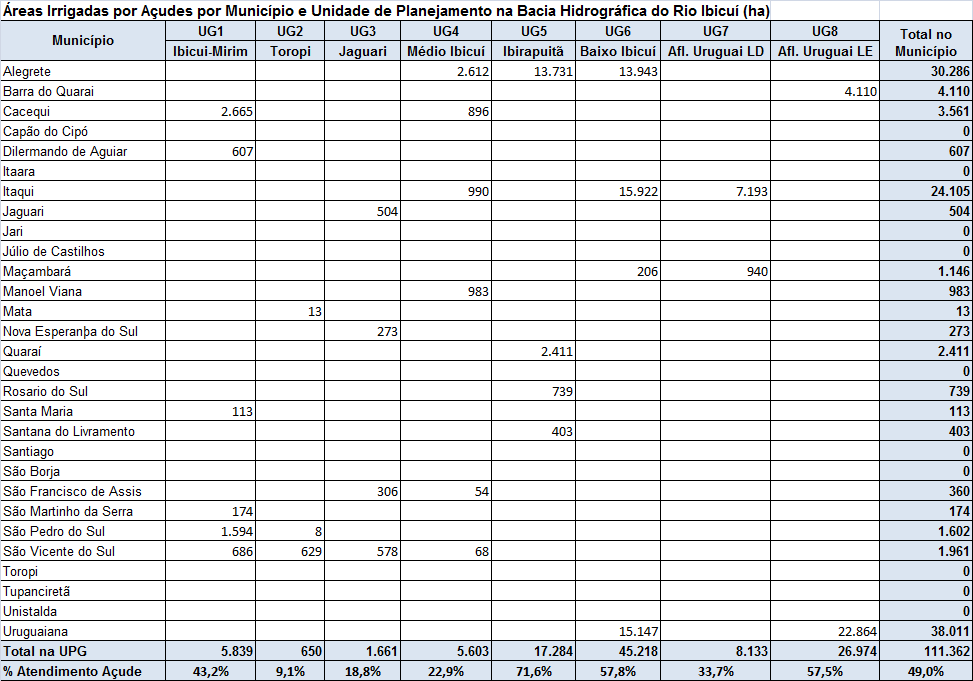 Áreas Irrigadas por Açudes por Município e Unidade de Planejamento na Bacia Hidrográfica do Rio Ibicuí (ha)
Município UG1 UG2 UG3 UG4 UG5 UG6 UG7 UG8 Total no Município
Ibicui-Mirim Toropi Jaguari Médio Ibicuí Ibirapuitã Baixo Ibicuí Afl. Uruguai LD Afl. Uruguai LE
Alegrete 2.612 13.731 13.943 30.286
Barra do Quarai 4.110 4.110
Cacequi 2.665 896 3.561
Capão do Cipó 0
Dilermando de Aguiar 607 607
Itaara 0
Itaqui 990 15.922 7.193 24.105
Jaguari 504 504
Jari 0
Júlio de Castilhos 0
Maçambará 206 940 1.146
Manoel Viana 983 983
Mata 13 13
Nova Esperanþa do Sul 273 273
Quaraí 2.411 2.411
Quevedos 0
Rosario do Sul 739 739
Santa Maria 113 113
Santana do Livramento 403 403
Santiago 0
São Borja 0
São Francisco de Assis 306 54 360
São Martinho da Serra 174 174
São Pedro do Sul 1.594 8 1.602
São Vicente do Sul 686 629 578 68 1.961
Toropi 0
Tupanciretã 0
Unistalda 0
Uruguaiana 15.147 22.864 38.011
Total na UPG 5.839 650 1.661 5.603 17.284 45.218 8.133 26.974 111.362
% Atendimento Açude 43,2% 9,1% 18,8% 22,9% 71,6% 57,8% 33,7% 57,5% 49,0%